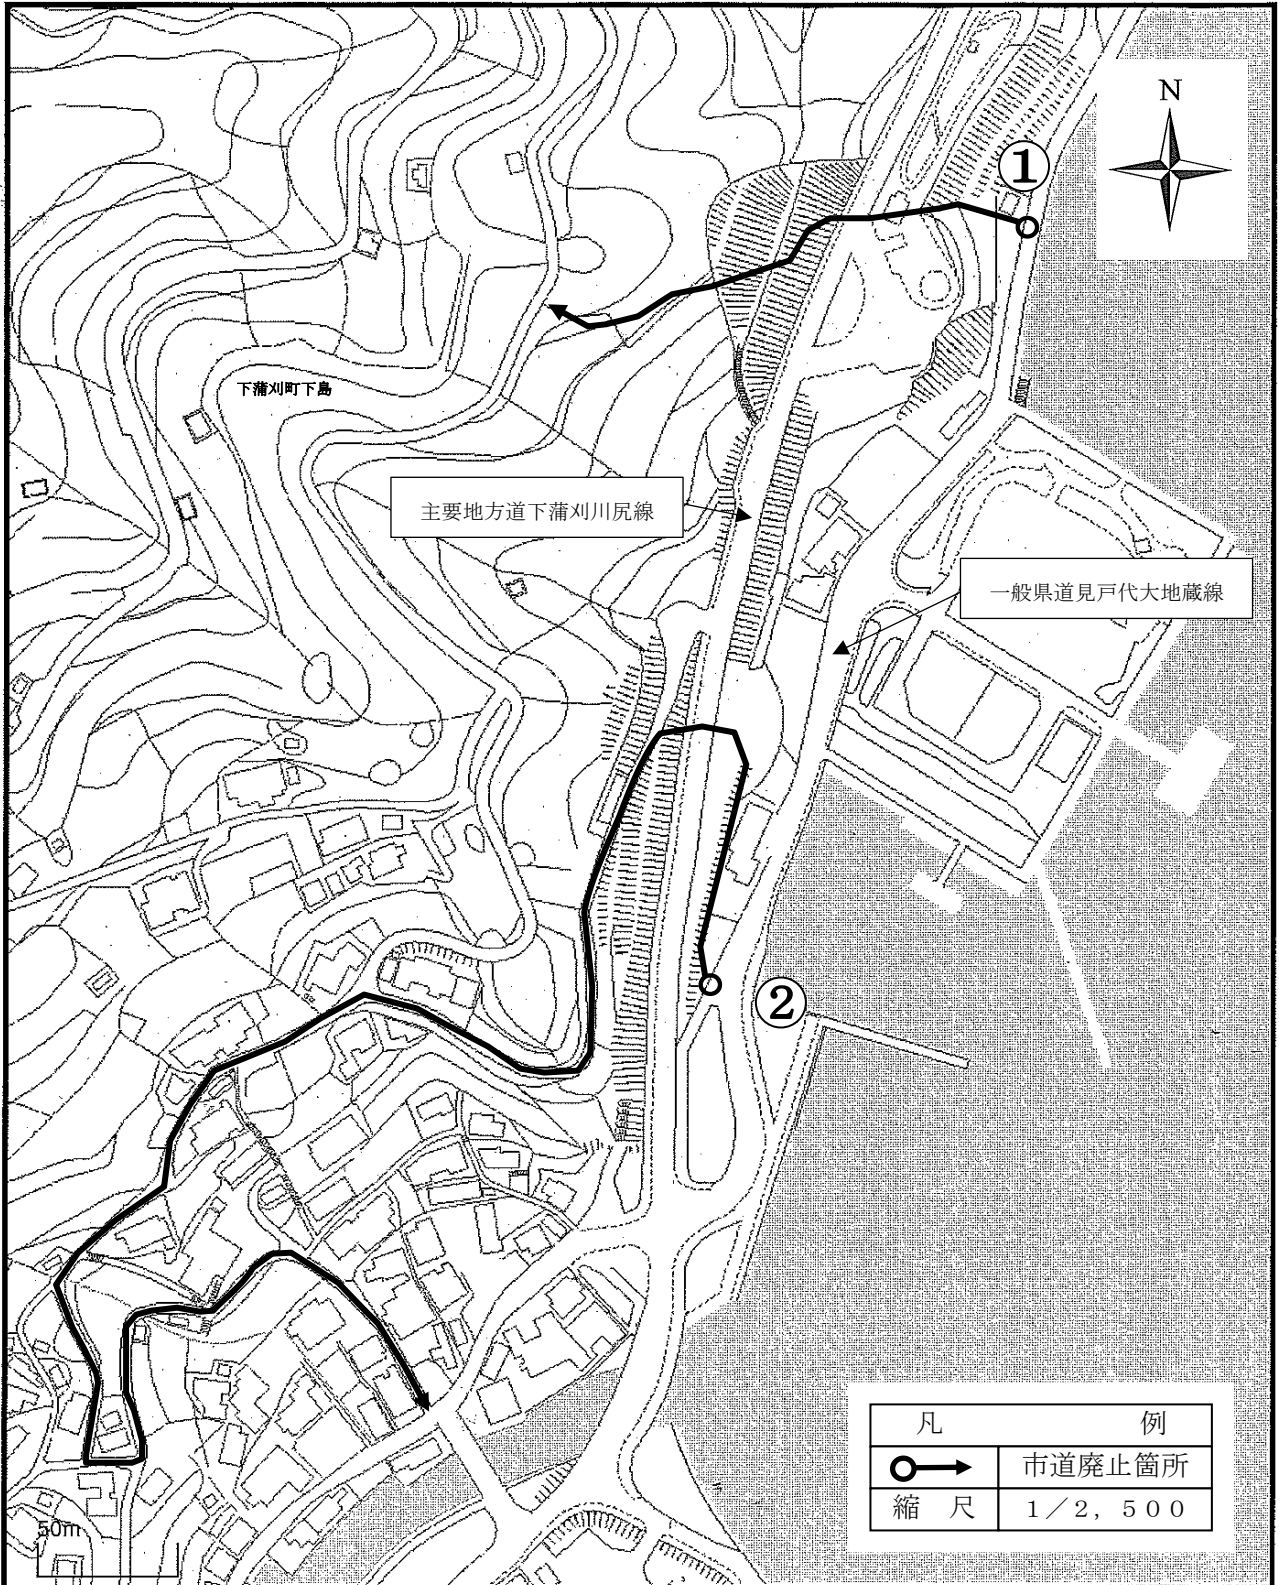 N
①
下蒲刈町下島
主要地方道下蒲刈川尻線
一般県道見戸代大地蔵線
②
凡 例
市道廃止箇所
縮 尺 1/2,500
50m